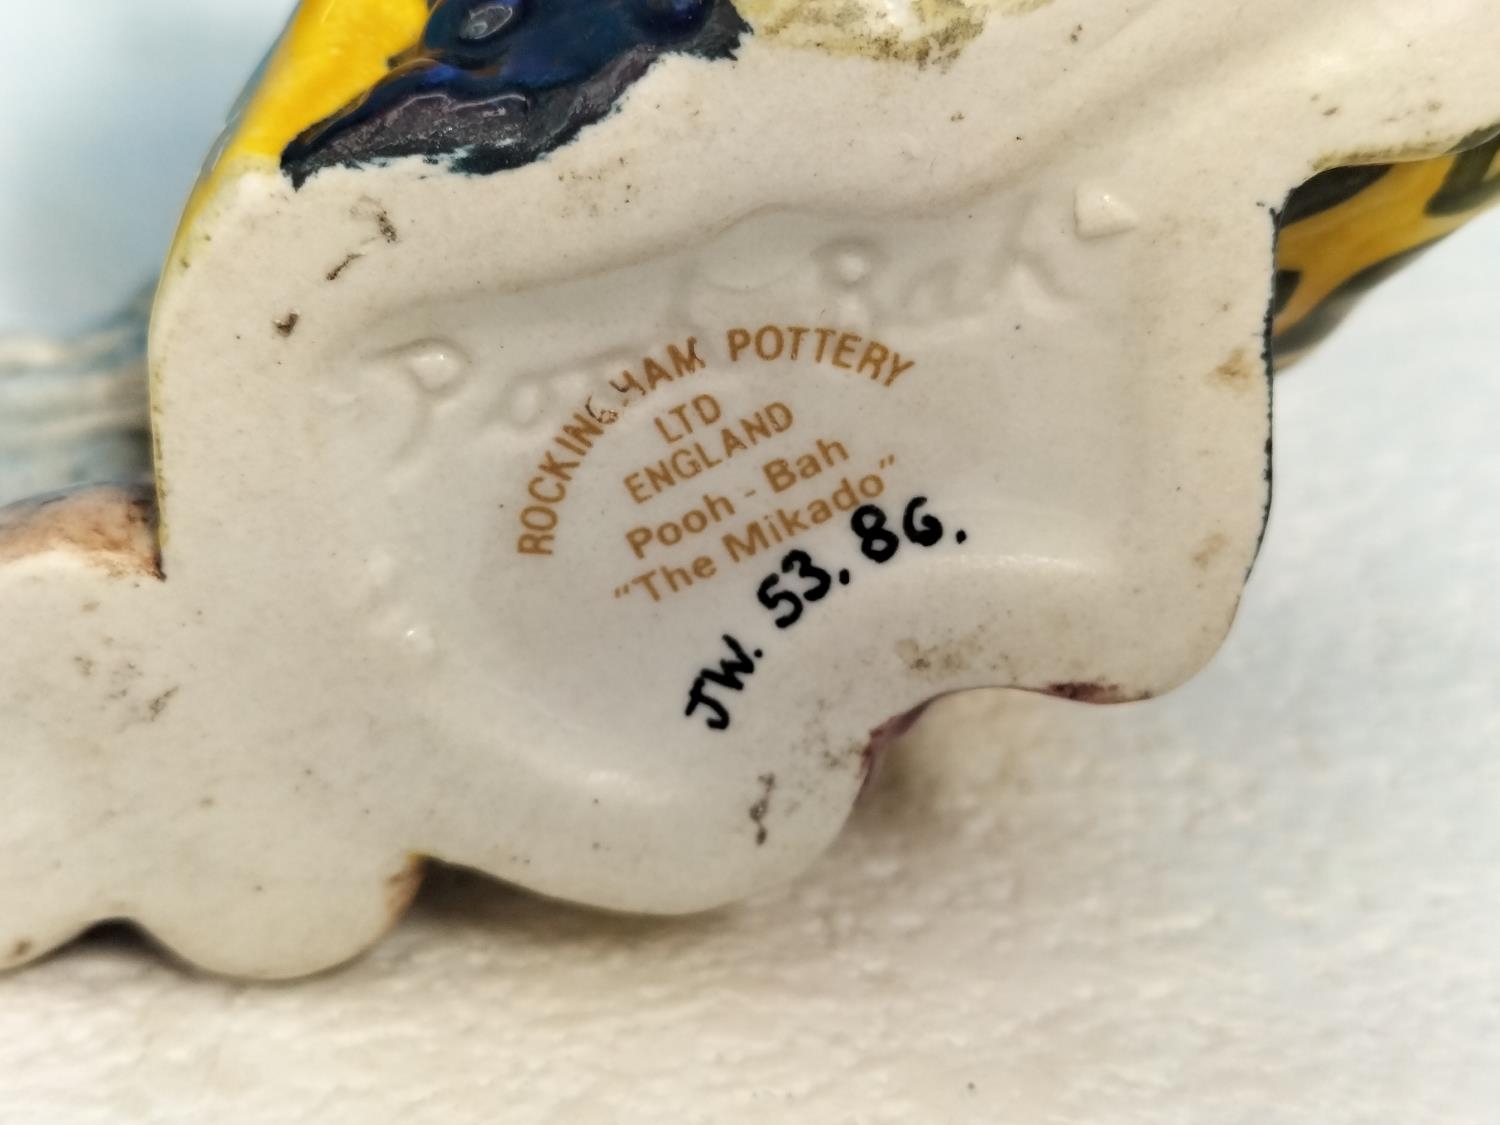 ROCKINGHAM POTTERY
LTD
ENGLAND
Pooh - Bah
"The Mikado"
JW. 53. 86.